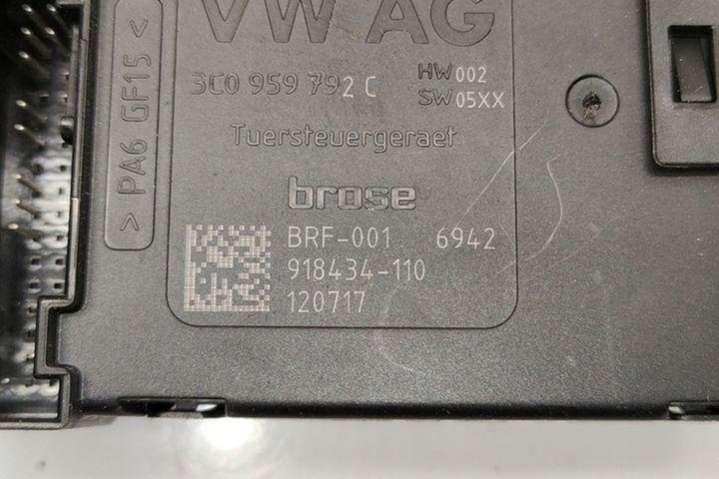 VW AG
3C0 959 792 C HW 002
SW 05XX
Tuersteuergeraet
brose
BRF-001 6942
918434-110
120717
> PA6 GF15 <